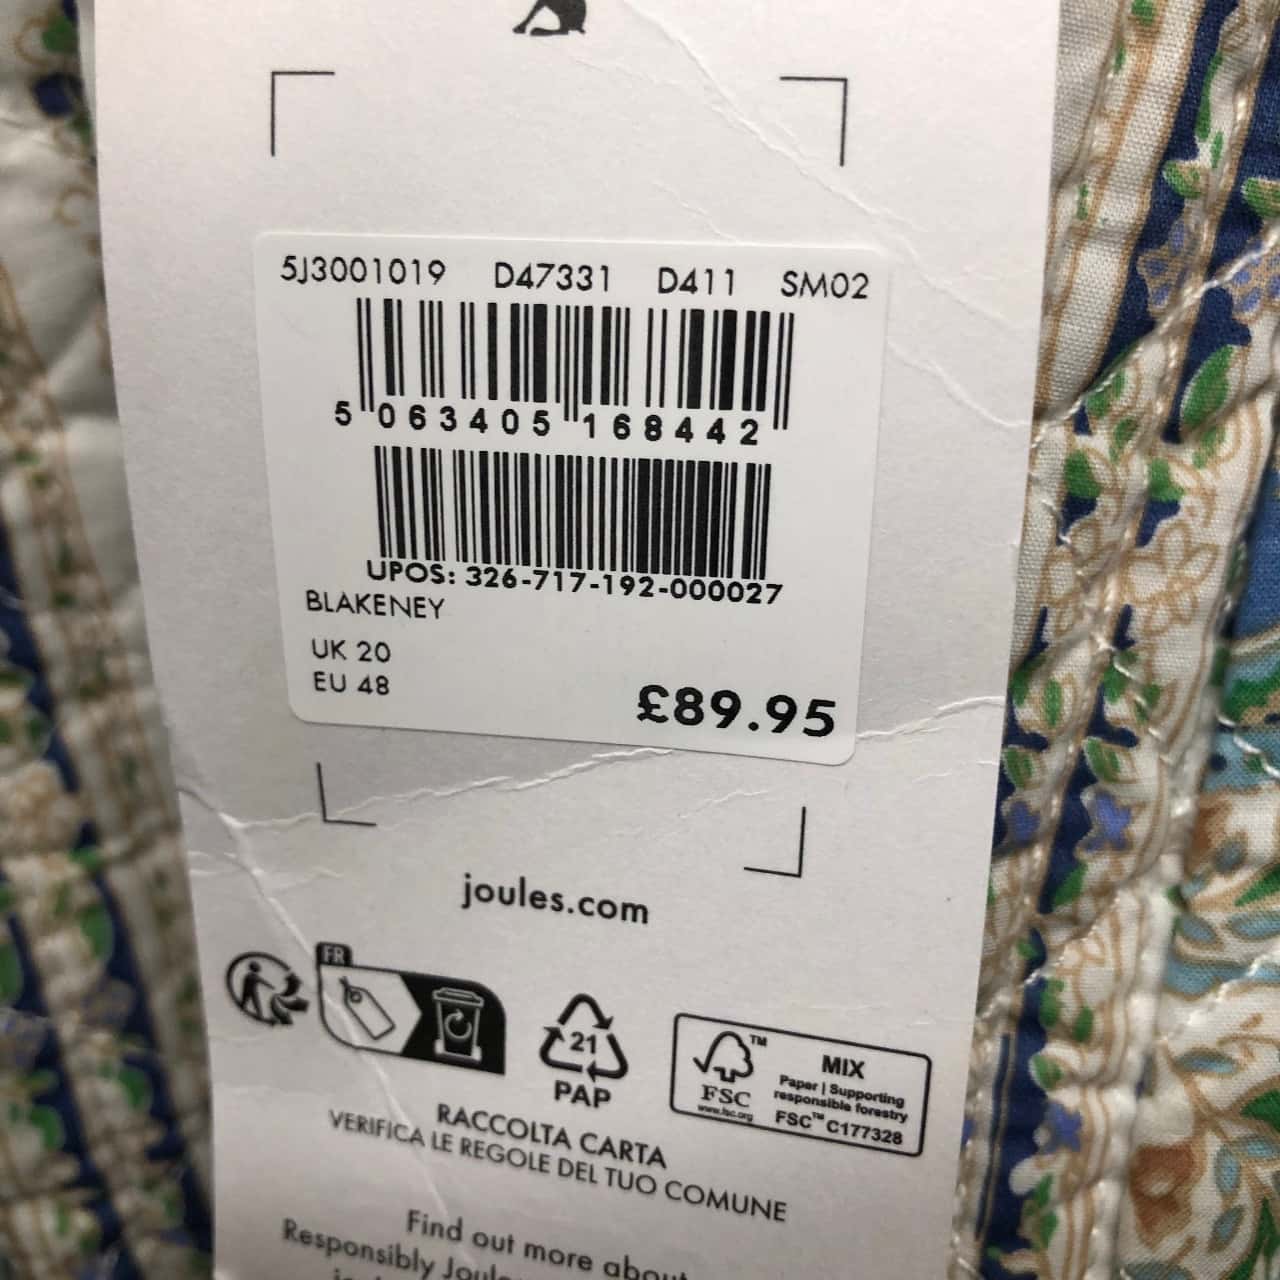 5J3001019 D47331 D411 SM02
5 063405 168442
UPOS: 326-717-192-000027
BLAKENEY
UK 20
EU 48
£89.95
joules.com
FR
21
PAP
FSC™
www.fsc.org
MIX
Paper | Supporting
responsible forestry
FSC™ C177328
RACCOLTA CARTA
VERIFICA LE REGOLE DEL TUO COMUNE
Find out more about
Responsibly